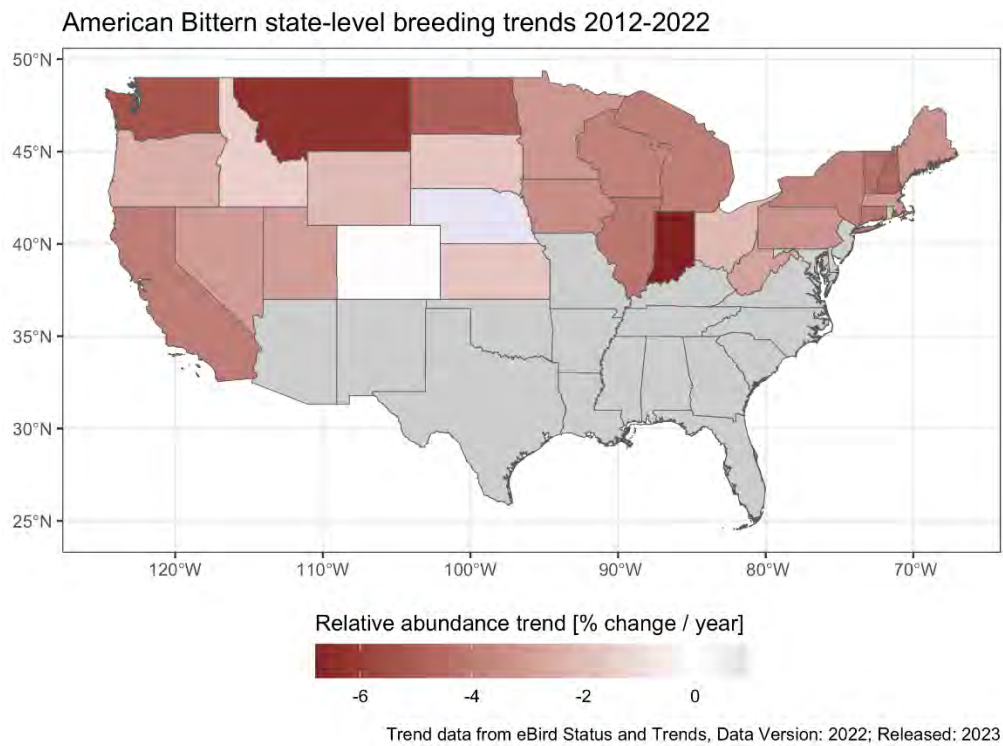 American Bittern state-level breeding trends 2012-2022
50°N
45°N
40°N
35°N
30°N
25°N
120°W 110°W 100°W 90°W 80°W 70°W
Relative abundance trend [% change / year]
-6 -4 -2 0
Trend data from eBird Status and Trends, Data Version: 2022; Released: 2023